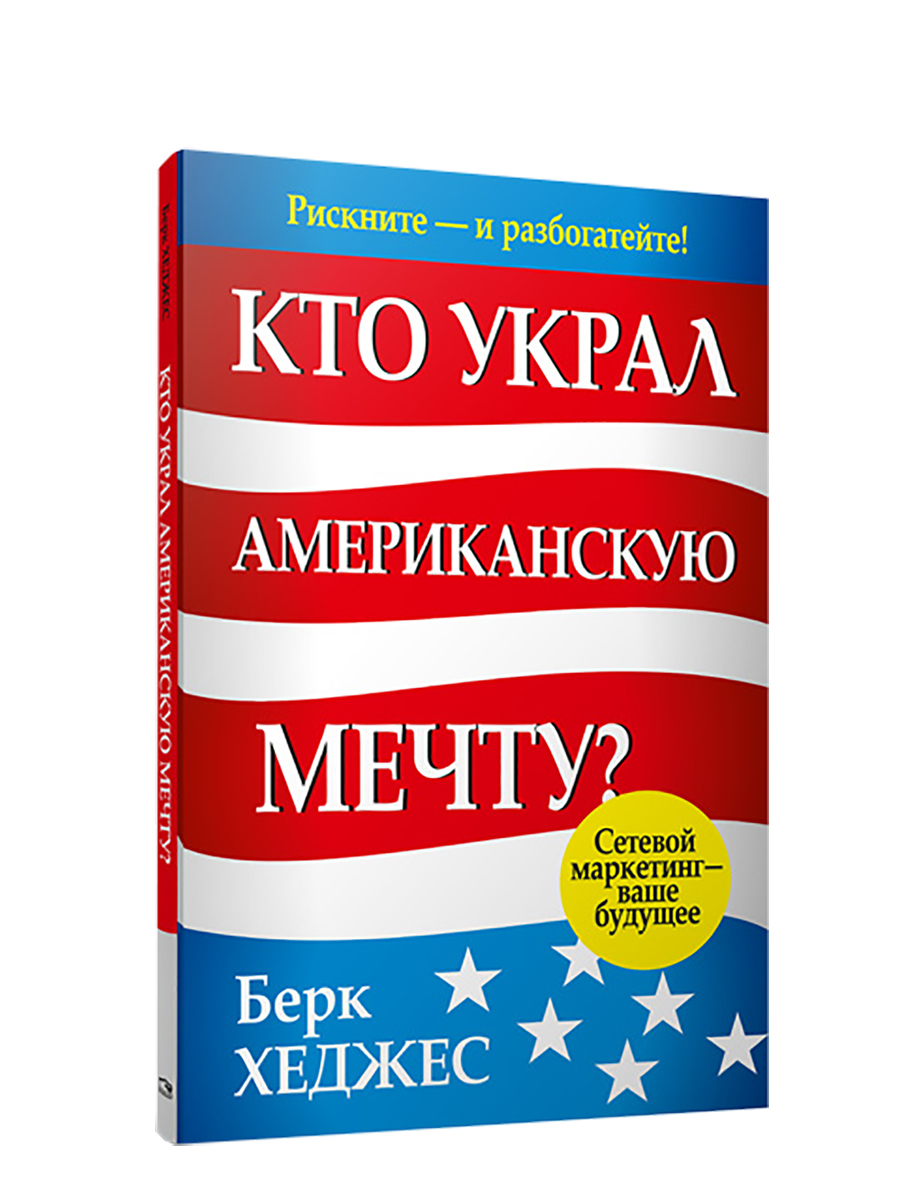 Рискните — и разбогатейте!
КТО УКРАЛ
АМЕРИКАНСКУЮ
МЕЧТУ?
Сетевой
маркетинг—
ваше
будущее
Берк
ХЕДЖЕС
Берк ХЕДЖЕС
КТО УКРАЛ АМЕРИКАНСКУЮ МЕЧТУ?